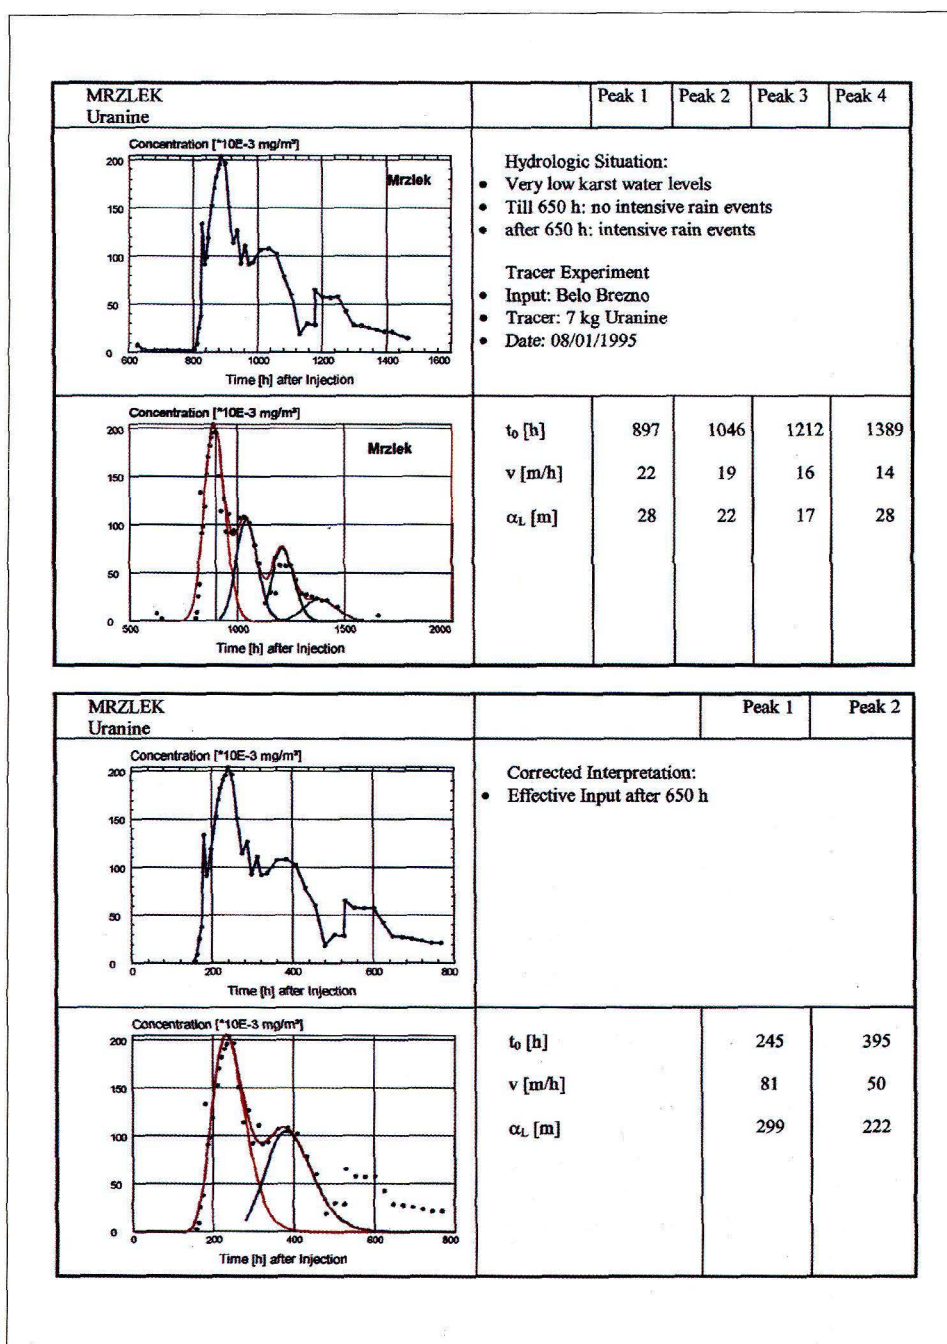 MRZLEK
Uranine
Peak 1 Peak 2 Peak 3 Peak 4
Concentration [*10E-3 mg/m³]
200
150
100
50
0
Mrzlek
600 800 1000 1200 1400 1600
Time [h] after Injection
Hydrologic Situation:
• Very low karst water levels
• Till 650 h: no intensive rain events
• after 650 h: intensive rain events
Tracer Experiment
• Input: Belo Brezno
• Tracer: 7 kg Uranine
• Date: 08/01/1995
Concentration [*10E-3 mg/m³]
200
150
100
50
0
Mrzlek
500 1000 1500 2000
Time [h] after Injection
t₀ [h] 897 1046 1212 1389
v [m/h] 22 19 16 14
α_L [m] 28 22 17 28
MRZLEK
Uranine
Peak 1 Peak 2
Concentration [*10E-3 mg/m³]
200
150
100
50
0
0 200 400 600 800
Time [h] after Injection
Corrected Interpretation:
• Effective Input after 650 h
Concentration [*10E-3 mg/m³]
200
150
100
50
0
0 200 400 600 800
Time [h] after Injection
t₀ [h] 245 395
v [m/h] 81 50
α_L [m] 299 222